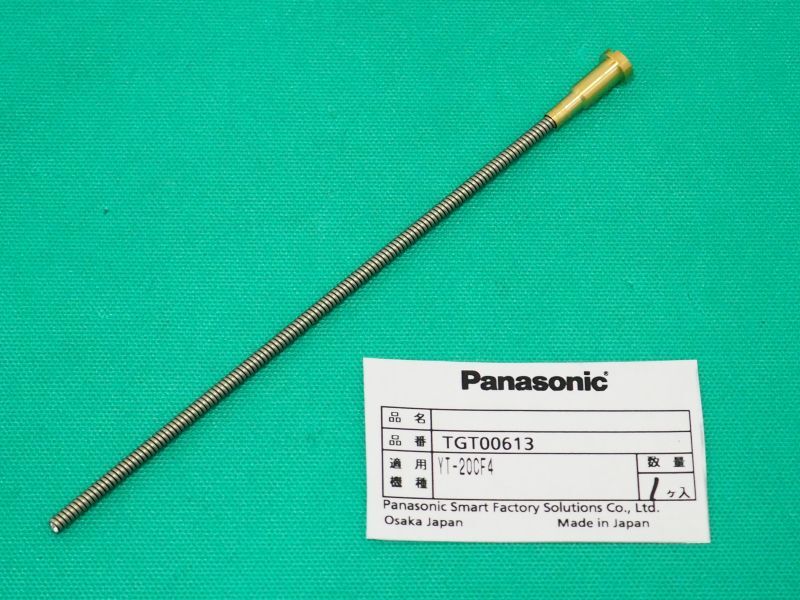 Panasonic®
品 名
品 番 TGT00613
適 用 YT-20CF4 数 量
機 種 1ヶ入
Panasonic Smart Factory Solutions Co., Ltd.
Osaka Japan Made in Japan